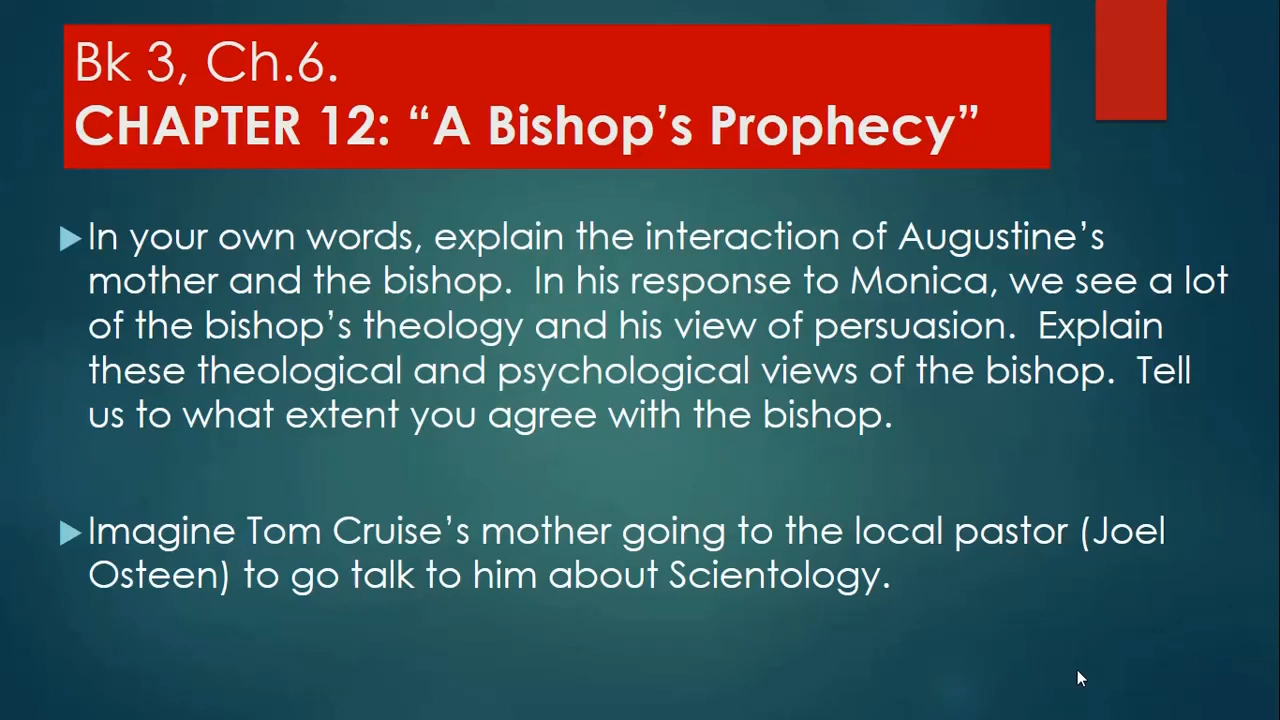 Bk 3, Ch.6.
CHAPTER 12: “A Bishop’s Prophecy”
In your own words, explain the interaction of Augustine’s
mother and the bishop.  In his response to Monica, we see a lot
of the bishop’s theology and his view of persuasion.  Explain
these theological and psychological views of the bishop.  Tell
us to what extent you agree with the bishop.
Imagine Tom Cruise’s mother going to the local pastor (Joel
Osteen) to go talk to him about Scientology.